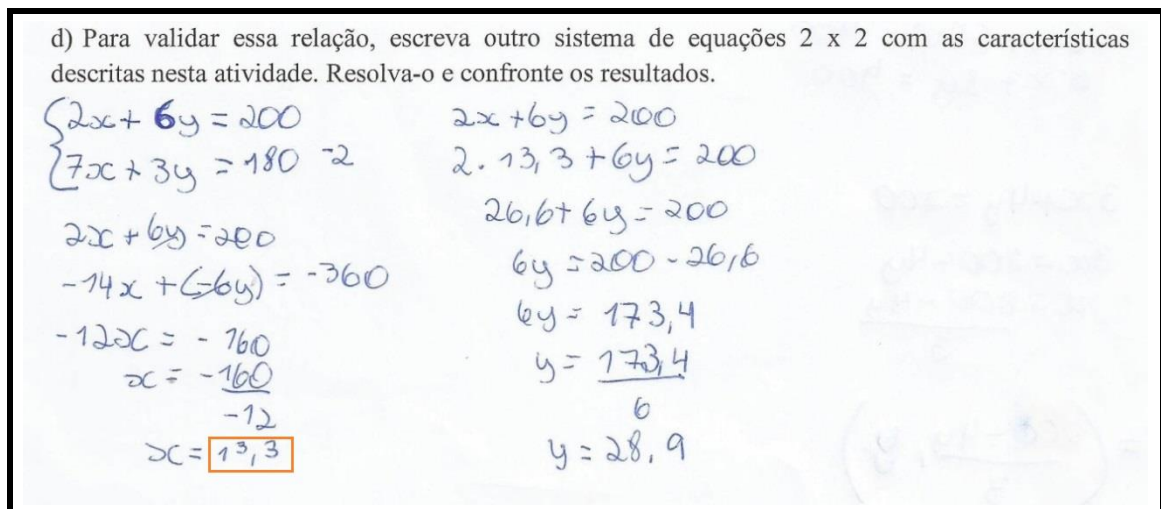 d) Para validar essa relação, escreva outro sistema de equações 2 x 2 com as características
descritas nesta atividade. Resolva-o e confronte os resultados.
2x + 6y = 200
7x + 3y = 180 -2
2x + 6y = 200
-14x + (-6y) = -360
-12x = -160
x = -160
-12
x = 13,3
2x + 6y = 200
2. 13,3 + 6y = 200
26,6 + 6y = 200
6y = 200 - 26,6
6y = 173,4
y = 173,4
6
y = 28,9